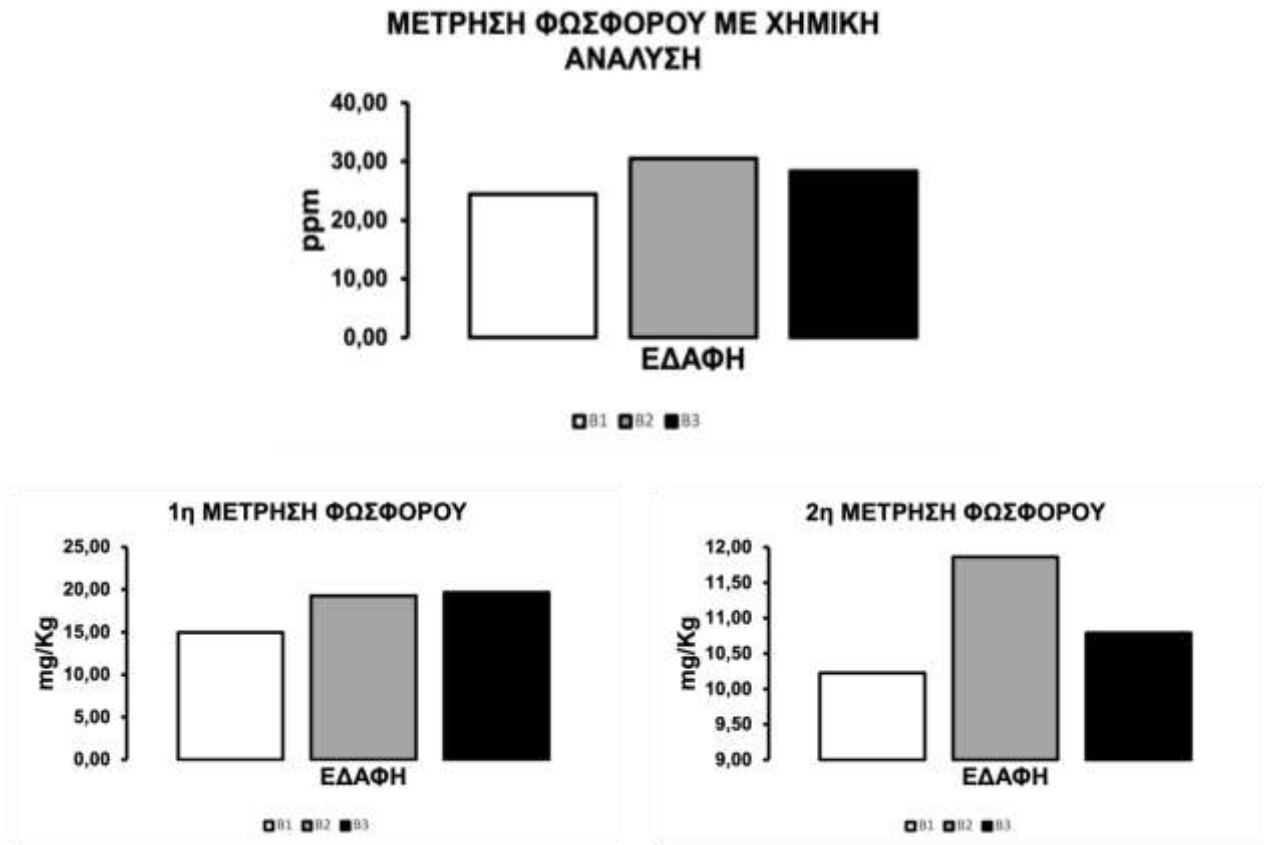 ΜΕΤΡΗΣΗ ΦΩΣΦΟΡΟΥ ΜΕ ΧΗΜΙΚΗ
ΑΝΑΛΥΣΗ
40,00
30,00
20,00
10,00
0,00
ppm
ΕΔΑΦΗ
B1 B2 B3
1η ΜΕΤΡΗΣΗ ΦΩΣΦΟΡΟΥ
25,00
20,00
15,00
10,00
5,00
0,00
mg/Kg
ΕΔΑΦΗ
B1 B2 B3
2η ΜΕΤΡΗΣΗ ΦΩΣΦΟΡΟΥ
12,00
11,50
11,00
10,50
10,00
9,50
9,00
mg/Kg
ΕΔΑΦΗ
B1 B2 B3